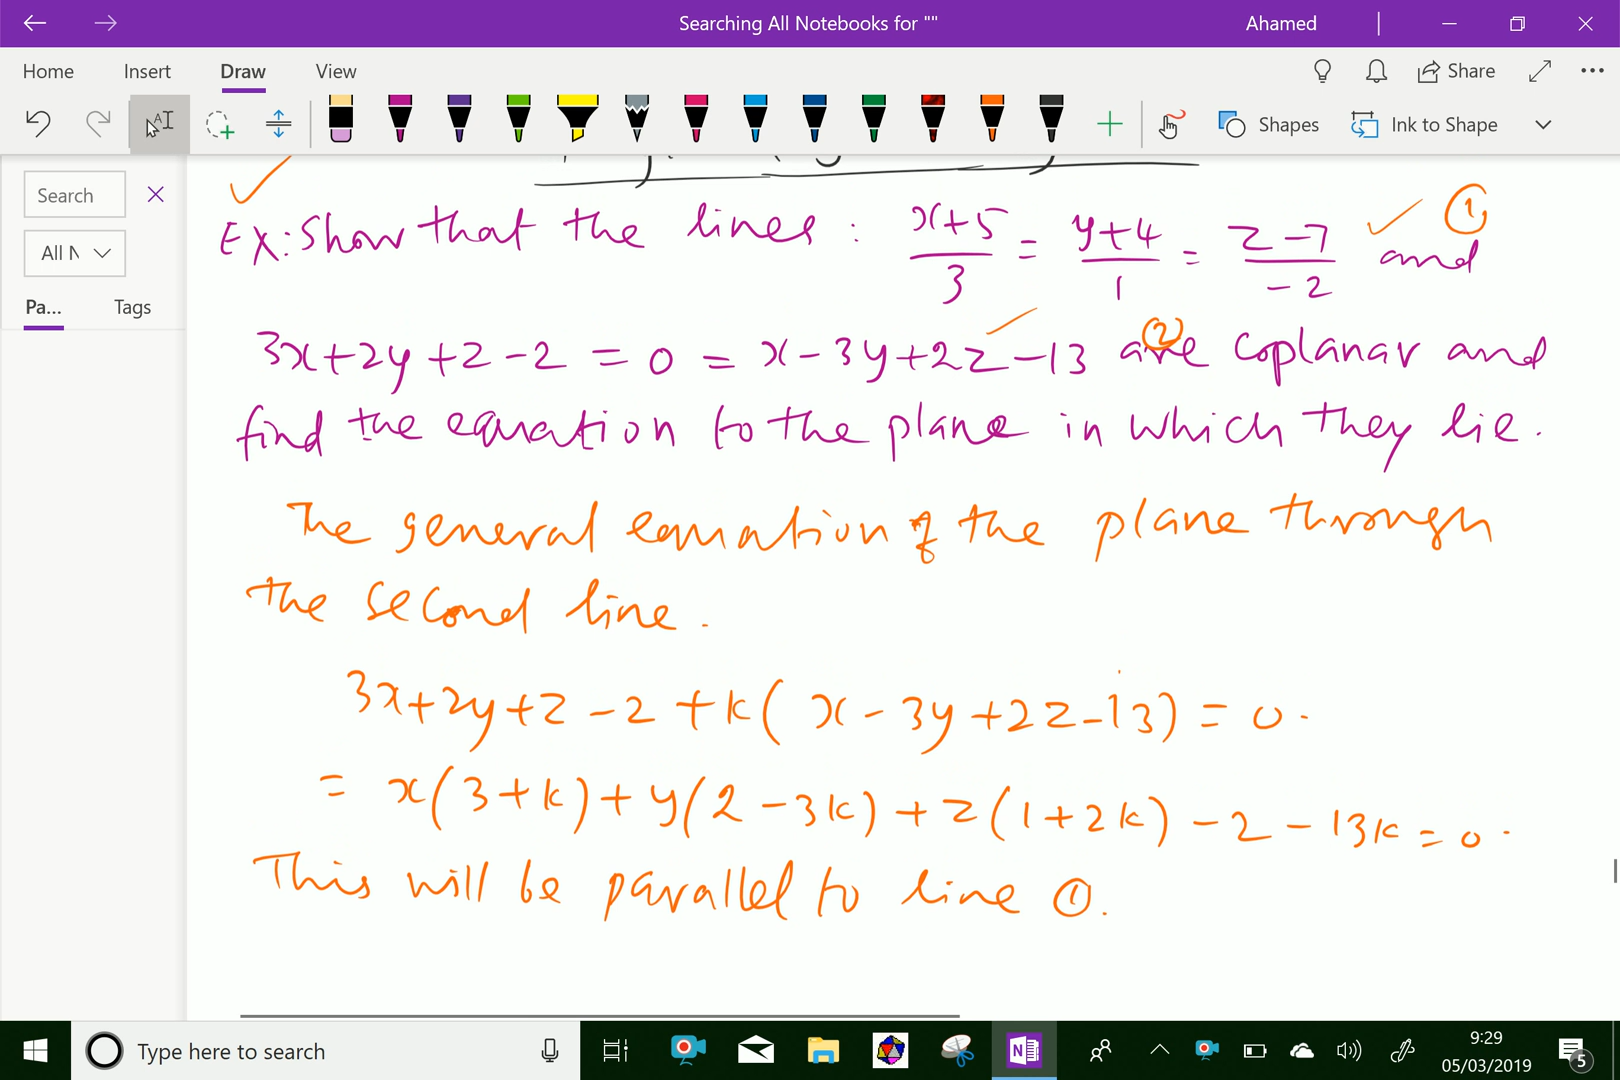 Searching All Notebooks for ""
Ahamed
Home Insert Draw View
Share
Shapes
Ink to Shape
Search
All N
Pa... Tags
Ex: Show that the lines : x+5/3 = y+4/1 = z-7/-2 and ①
3x+2y+z-2 = 0 = x-3y+2z-13 are coplanar and ②
find the equation to the plane in which they lie.
The general equation of the plane through
the second line.
3x+2y+z-2+k(x-3y+2z-13) = 0.
= x(3+k)+y(2-3k)+z(1+2k)-2-13k=0.
This will be parallel to line ①.
Type here to search
9:29
05/03/2019
5